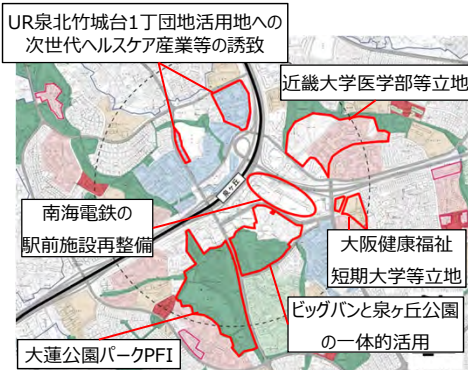 UR泉北竹城台1丁団地活用地への
次世代ヘルスケア産業等の誘致
近畿大学医学部等立地
泉ヶ丘
南海電鉄の
駅前施設再整備
大阪健康福祉
短期大学等立地
ビッグバンと泉ヶ丘公園
の一体的活用
大蓮公園パークPFI